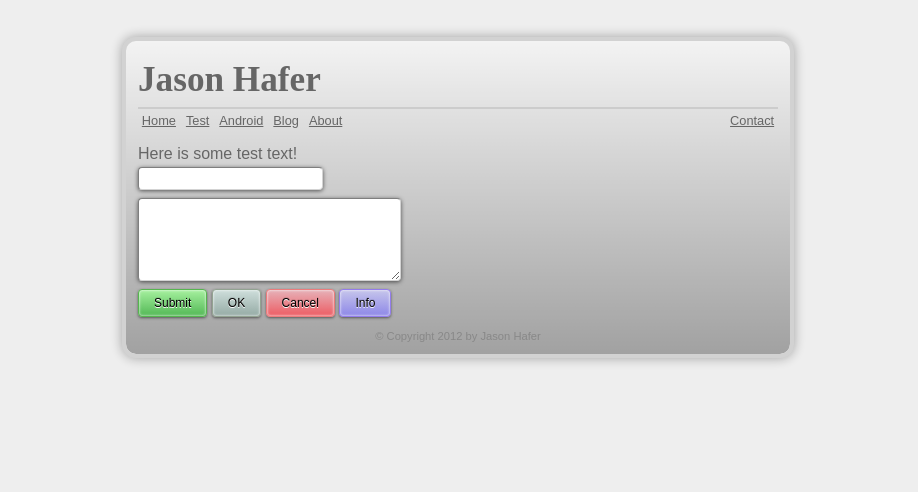 Jason Hafer
Home Test Android Blog About Contact
Here is some test text!
Submit OK Cancel Info
© Copyright 2012 by Jason Hafer